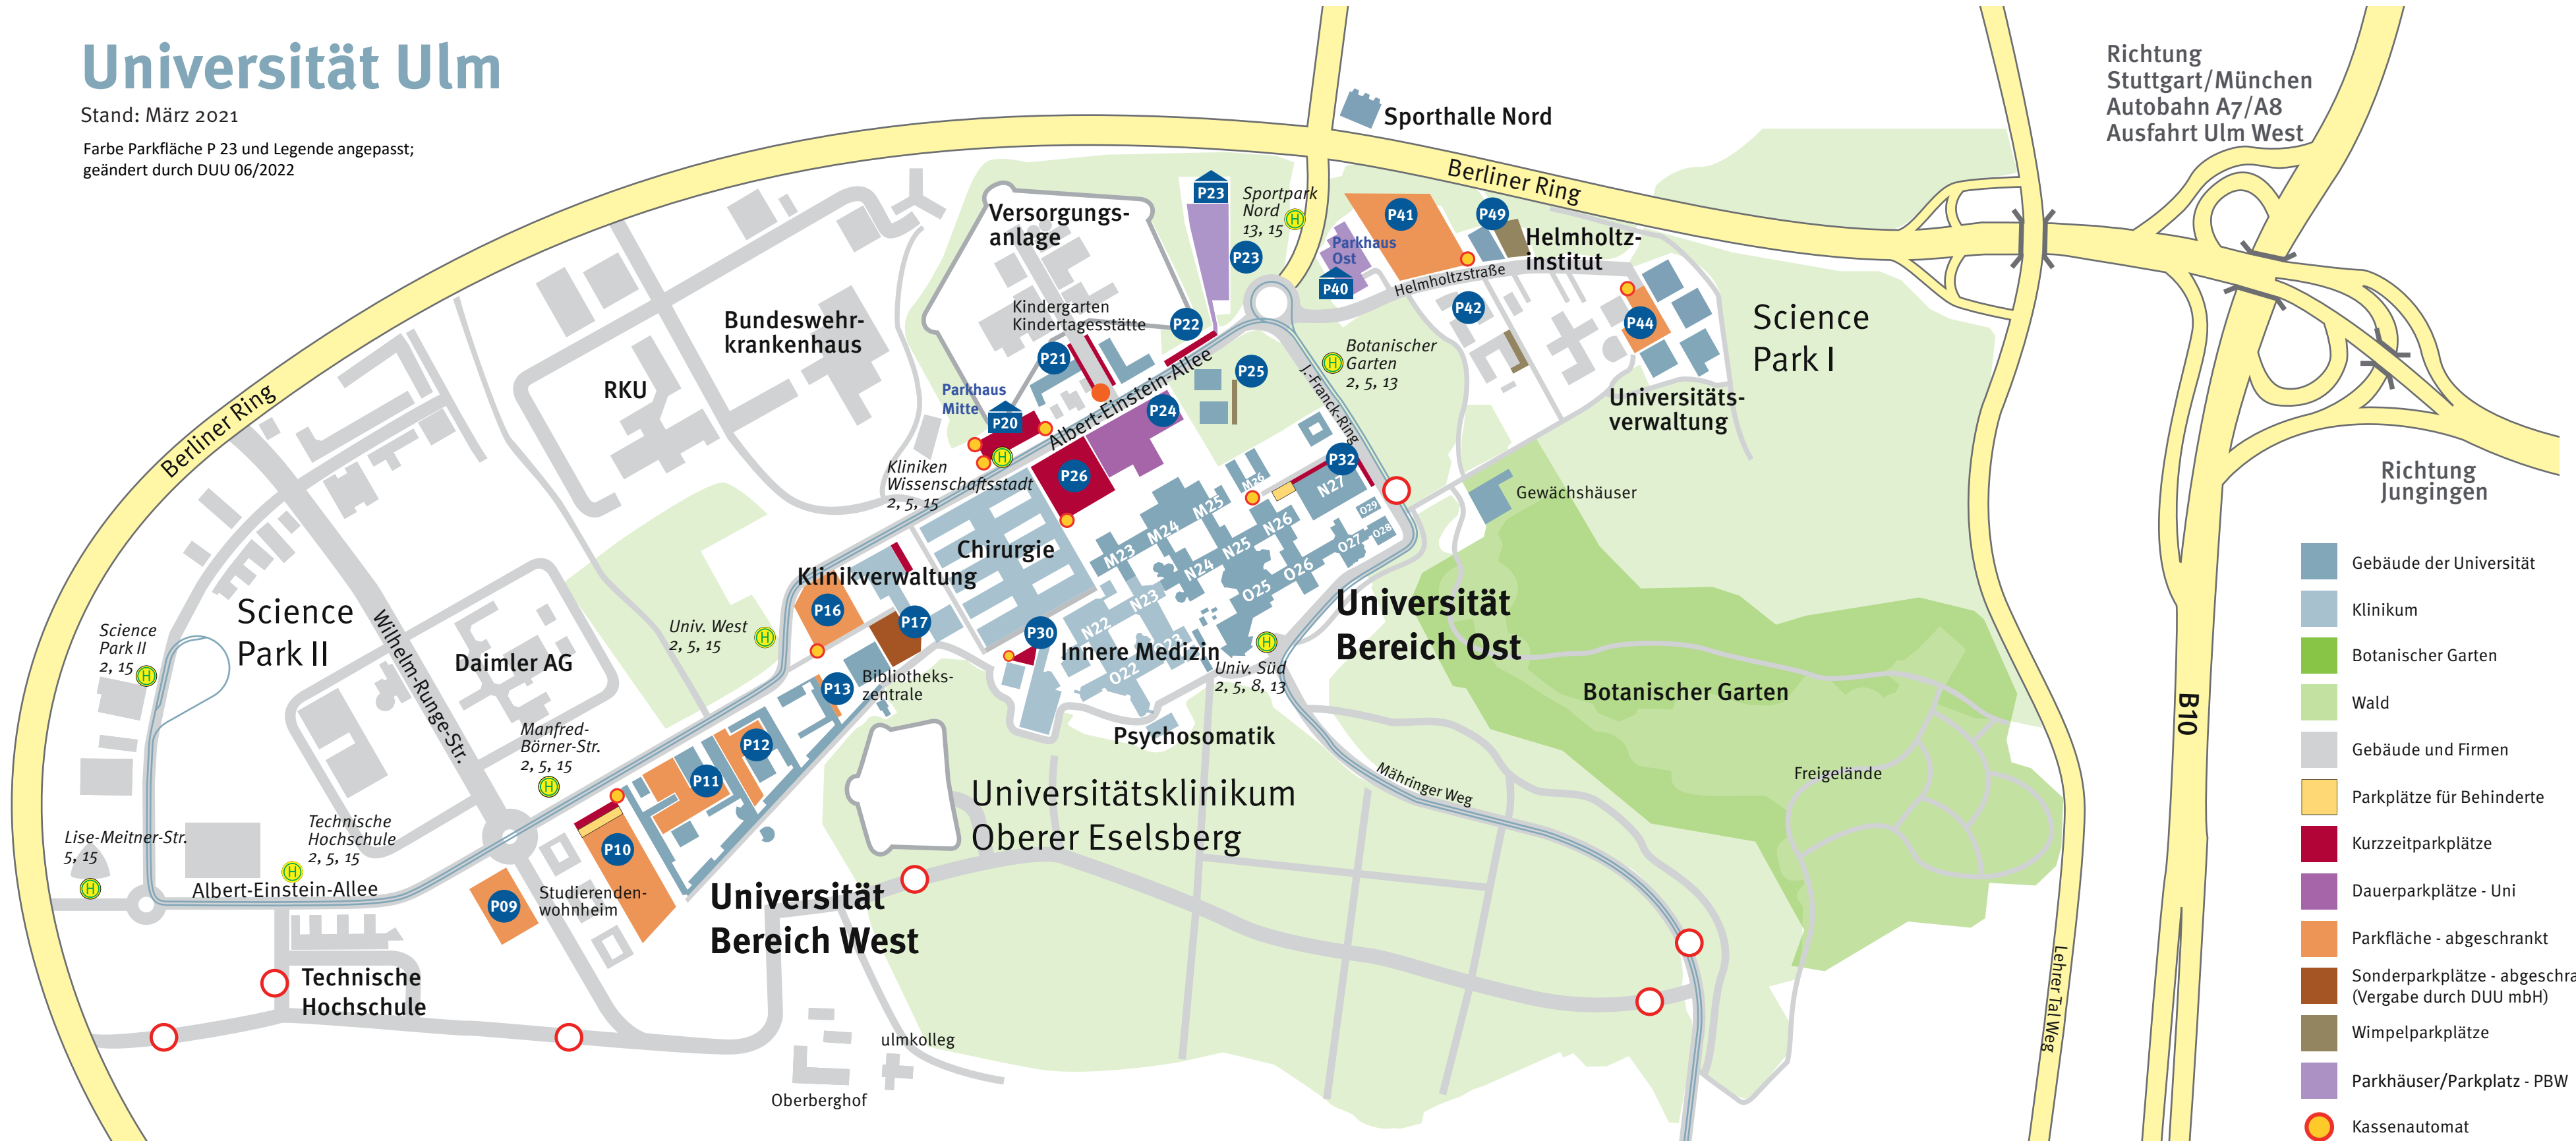 Universität Ulm
Stand: März 2021
Farbe Parkfläche P 23 und Legende angepasst;
geändert durch DUU 06/2022
Richtung
Stuttgart/München
Autobahn A7/A8
Ausfahrt Ulm West
Sporthalle Nord
Berliner Ring
Berliner Ring
Versorgungs-
anlage
P23
Sportpark
Nord
13, 15
P23
Parkhaus
Ost
P40
P41
P49
Helmholtz-
institut
Helmholtzstraße
P42
P44
Science
Park I
Universitäts-
verwaltung
Kindergarten
Kindertagesstätte
P22
P21
Bundeswehr-
krankenhaus
RKU
Parkhaus
Mitte
P20
Albert-Einstein-Allee
P24
P25
Botanischer
Garten
2, 5, 13
J.-Franck-Ring
Kliniken
Wissenschaftsstadt
2, 5, 15
P26
P32
M26
N27
M25
M24
M23
N26
N25
N24
N23
N22
O29
O28
O27
O26
O25
O22
Gewächshäuser
Richtung
Jungingen
Chirurgie
Klinikverwaltung
P16
P17
P30
Innere Medizin
Univ. Süd
2, 5, 8, 13
Universität
Bereich Ost
Botanischer Garten
Freigelände
Psychosomatik
Universitätsklinikum
Oberer Eselsberg
Mähringer Weg
B10
Lehrer Tal Weg
Science
Park II
2, 15
Science
Park II
Wilhelm-Runge-Str.
Daimler AG
Univ. West
2, 5, 15
P13
Bibliotheks-
zentrale
P12
P11
Manfred-
Börner-Str.
2, 5, 15
P10
P09
Studierenden-
wohnheim
Technische
Hochschule
2, 5, 15
Lise-Meitner-Str.
5, 15
Albert-Einstein-Allee
Universität
Bereich West
Technische
Hochschule
ulmkolleg
Oberberghof
Gebäude der Universität
Klinikum
Botanischer Garten
Wald
Gebäude und Firmen
Parkplätze für Behinderte
Kurzzeitparkplätze
Dauerparkplätze - Uni
Parkfläche - abgeschrankt
Sonderparkplätze - abgeschra
(Vergabe durch DUU mbH)
Wimpelparkplätze
Parkhäuser/Parkplatz - PBW
Kassenautomat